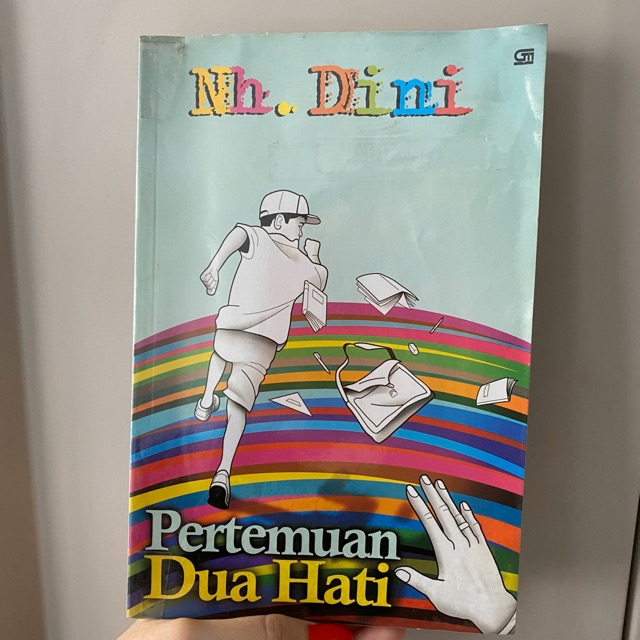 Nh. Dini
Pertemuan
Dua Hati